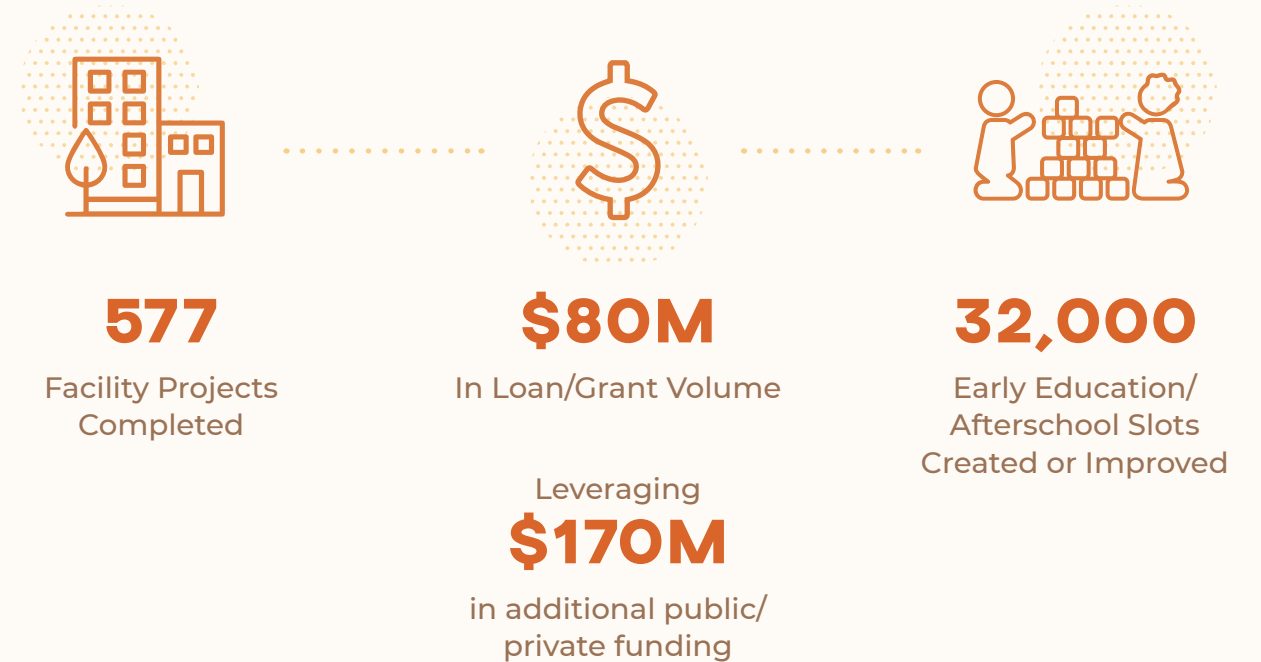 577
Facility Projects
Completed
$80M
In Loan/Grant Volume
Leveraging
$170M
in additional public/
private funding
32,000
Early Education/
Afterschool Slots
Created or Improved